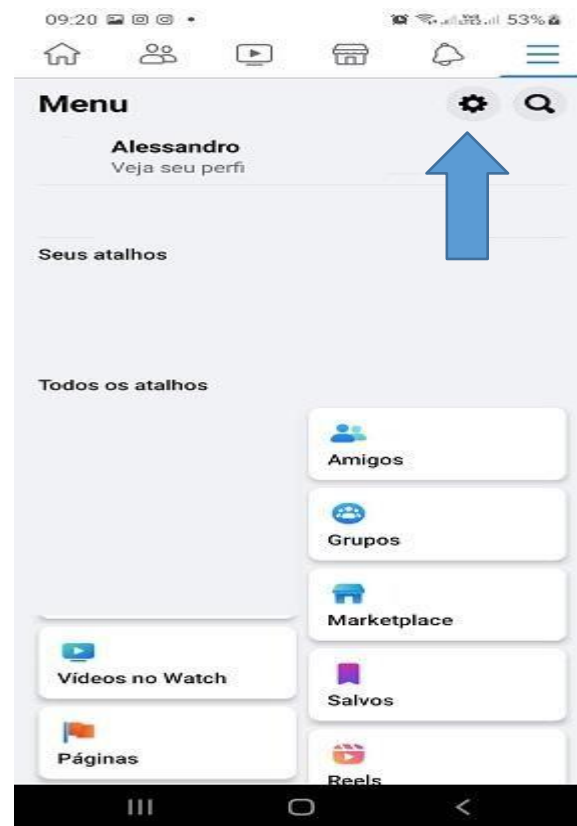 09:20
53%
Menu
Alessandro
Veja seu perfi
Seus atalhos
Todos os atalhos
Amigos
Grupos
Marketplace
Vídeos no Watch
Salvos
Páginas
Reels